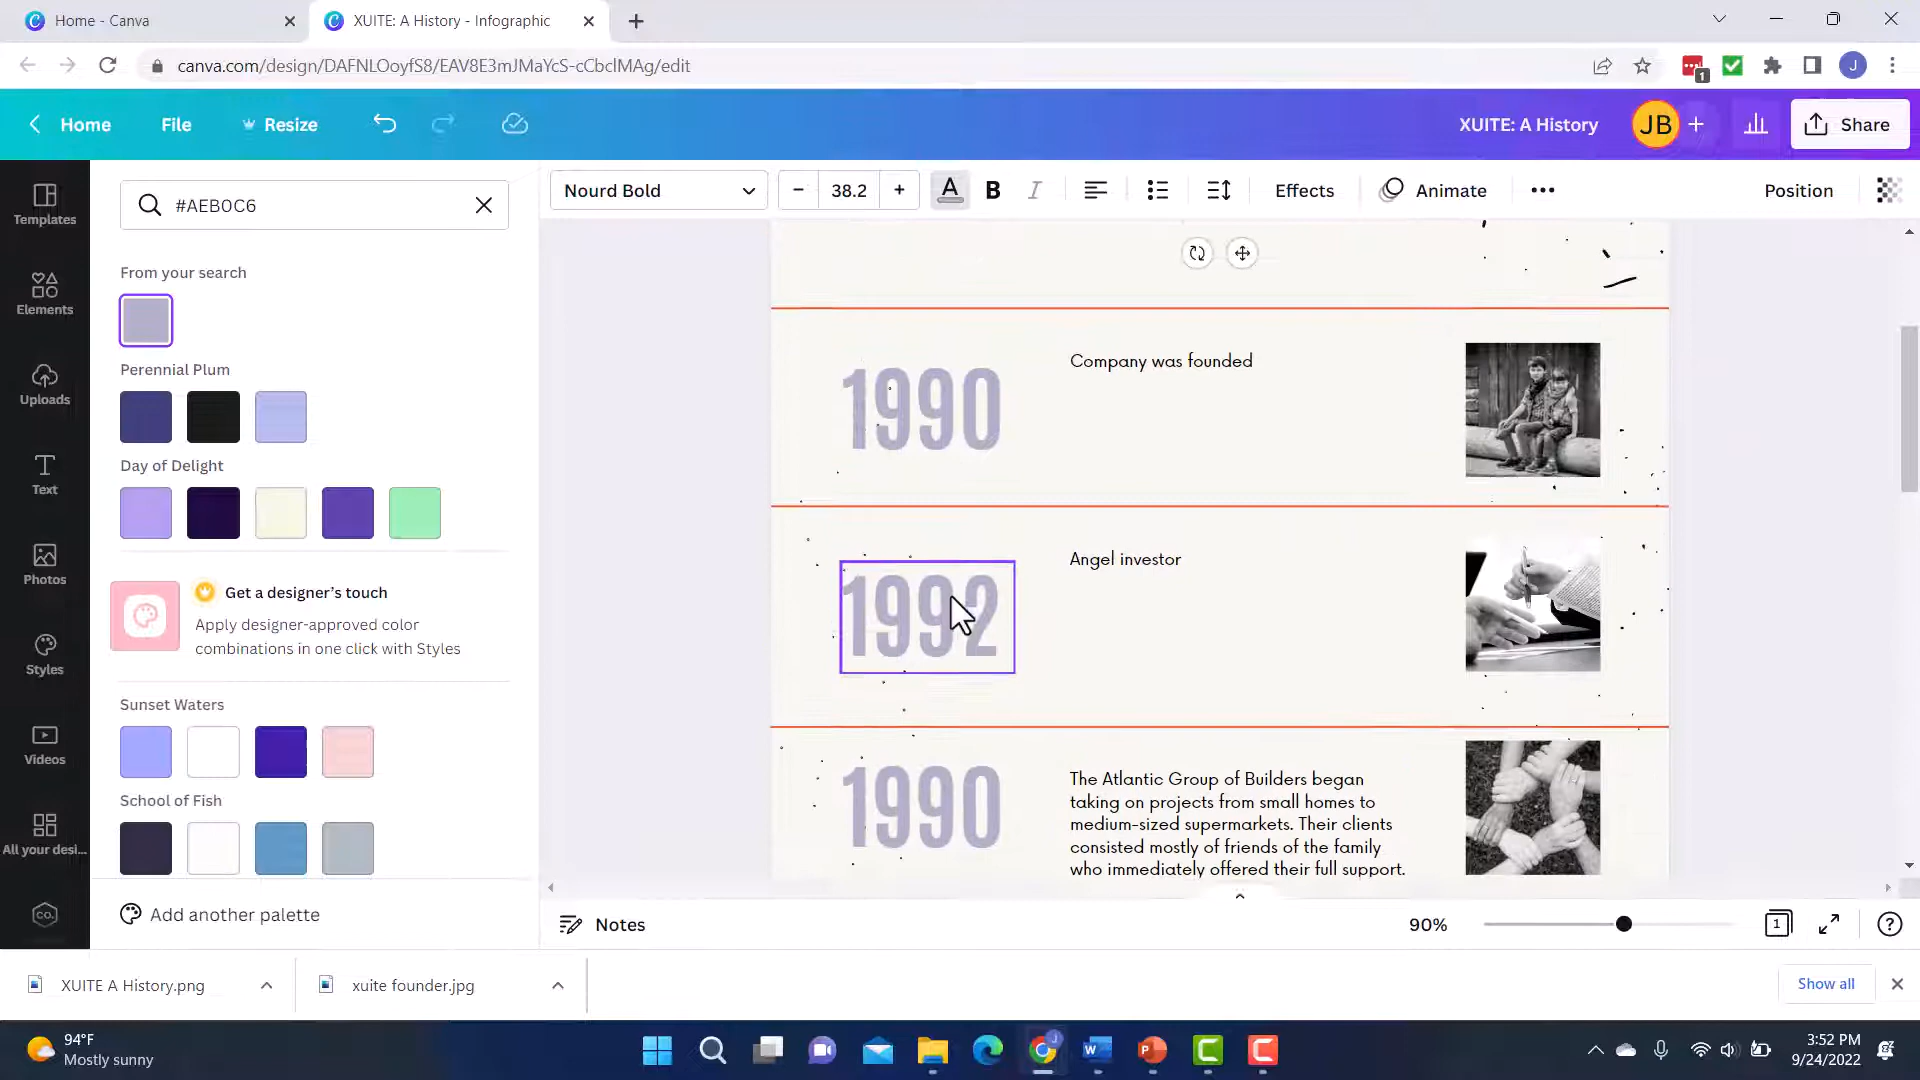 Home - Canva
XUITE: A History - Infographic
canva.com/design/DAFNLOoyfS8/EAV8E3mJMaYcS-cCbclMAg/edit
1
J
Home
File
Resize
XUITE: A History
JB
Share
Templates
Elements
Uploads
Text
Photos
Styles
Videos
All your desi...
CO.
#AEB0C6
From your search
Perennial Plum
Day of Delight
Get a designer's touch
Apply designer-approved color
combinations in one click with Styles
Sunset Waters
School of Fish
Add another palette
Nourd Bold
38.2
A
B
I
Effects
Animate
Position
1990
Company was founded
1992
Angel investor
1990
The Atlantic Group of Builders began
taking on projects from small homes to
medium-sized supermarkets. Their clients
consisted mostly of friends of the family
who immediately offered their full support.
Notes
90%
1
XUITE A History.png
xuite founder.jpg
Show all
94°F
Mostly sunny
3:52 PM
9/24/2022